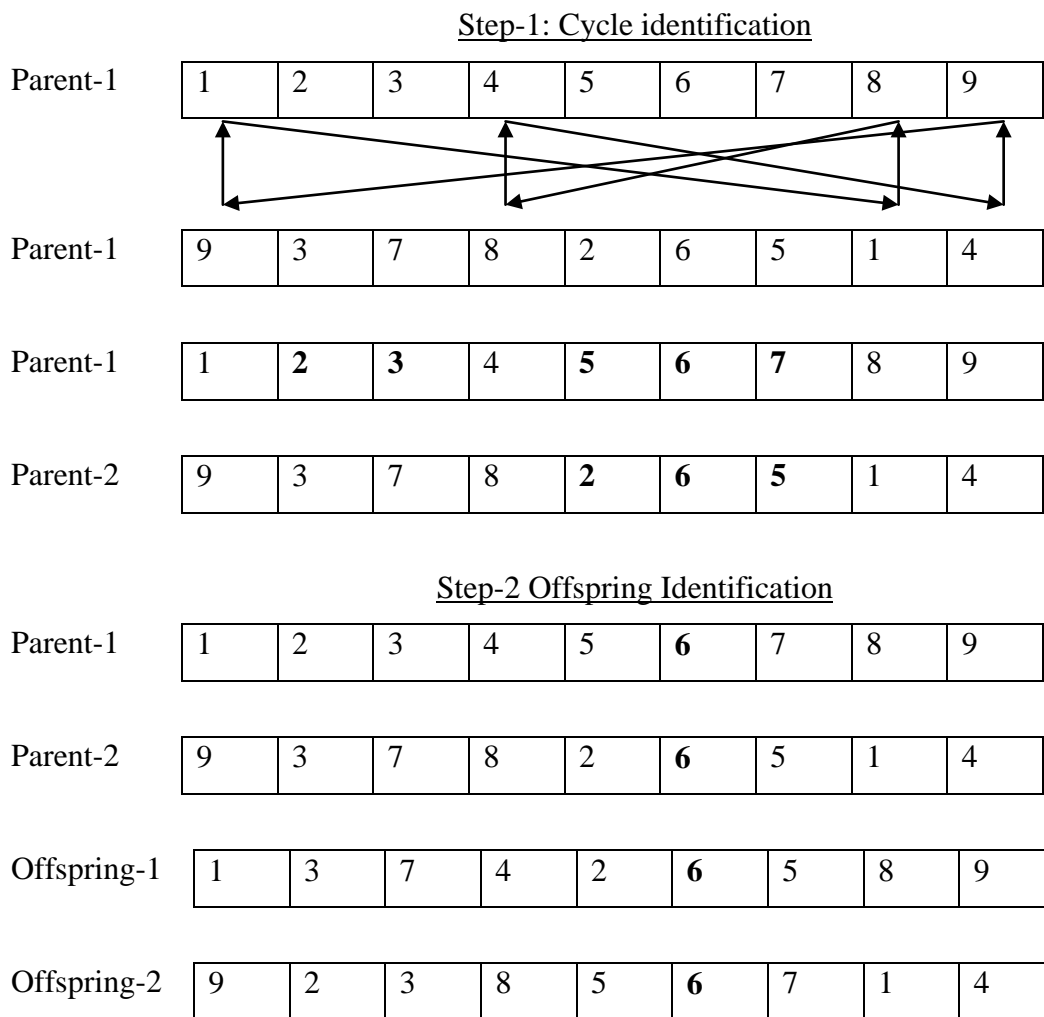 Step-1: Cycle identification
Parent-1 1 2 3 4 5 6 7 8 9
Parent-1 9 3 7 8 2 6 5 1 4
Parent-1 1 2 3 4 5 6 7 8 9
Parent-2 9 3 7 8 2 6 5 1 4
Step-2 Offspring Identification
Parent-1 1 2 3 4 5 6 7 8 9
Parent-2 9 3 7 8 2 6 5 1 4
Offspring-1 1 3 7 4 2 6 5 8 9
Offspring-2 9 2 3 8 5 6 7 1 4